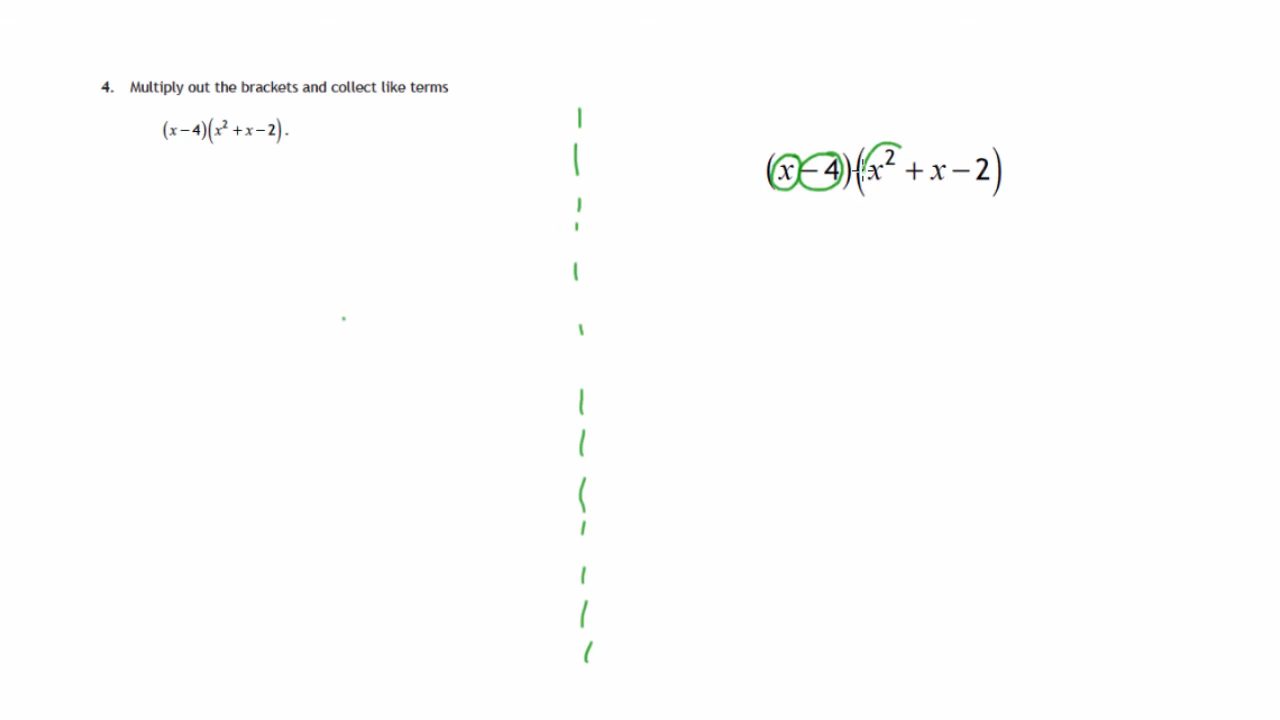 4. Multiply out the brackets and collect like terms
(x−4)(x²+x−2).
(x−4)(x²+x−2)